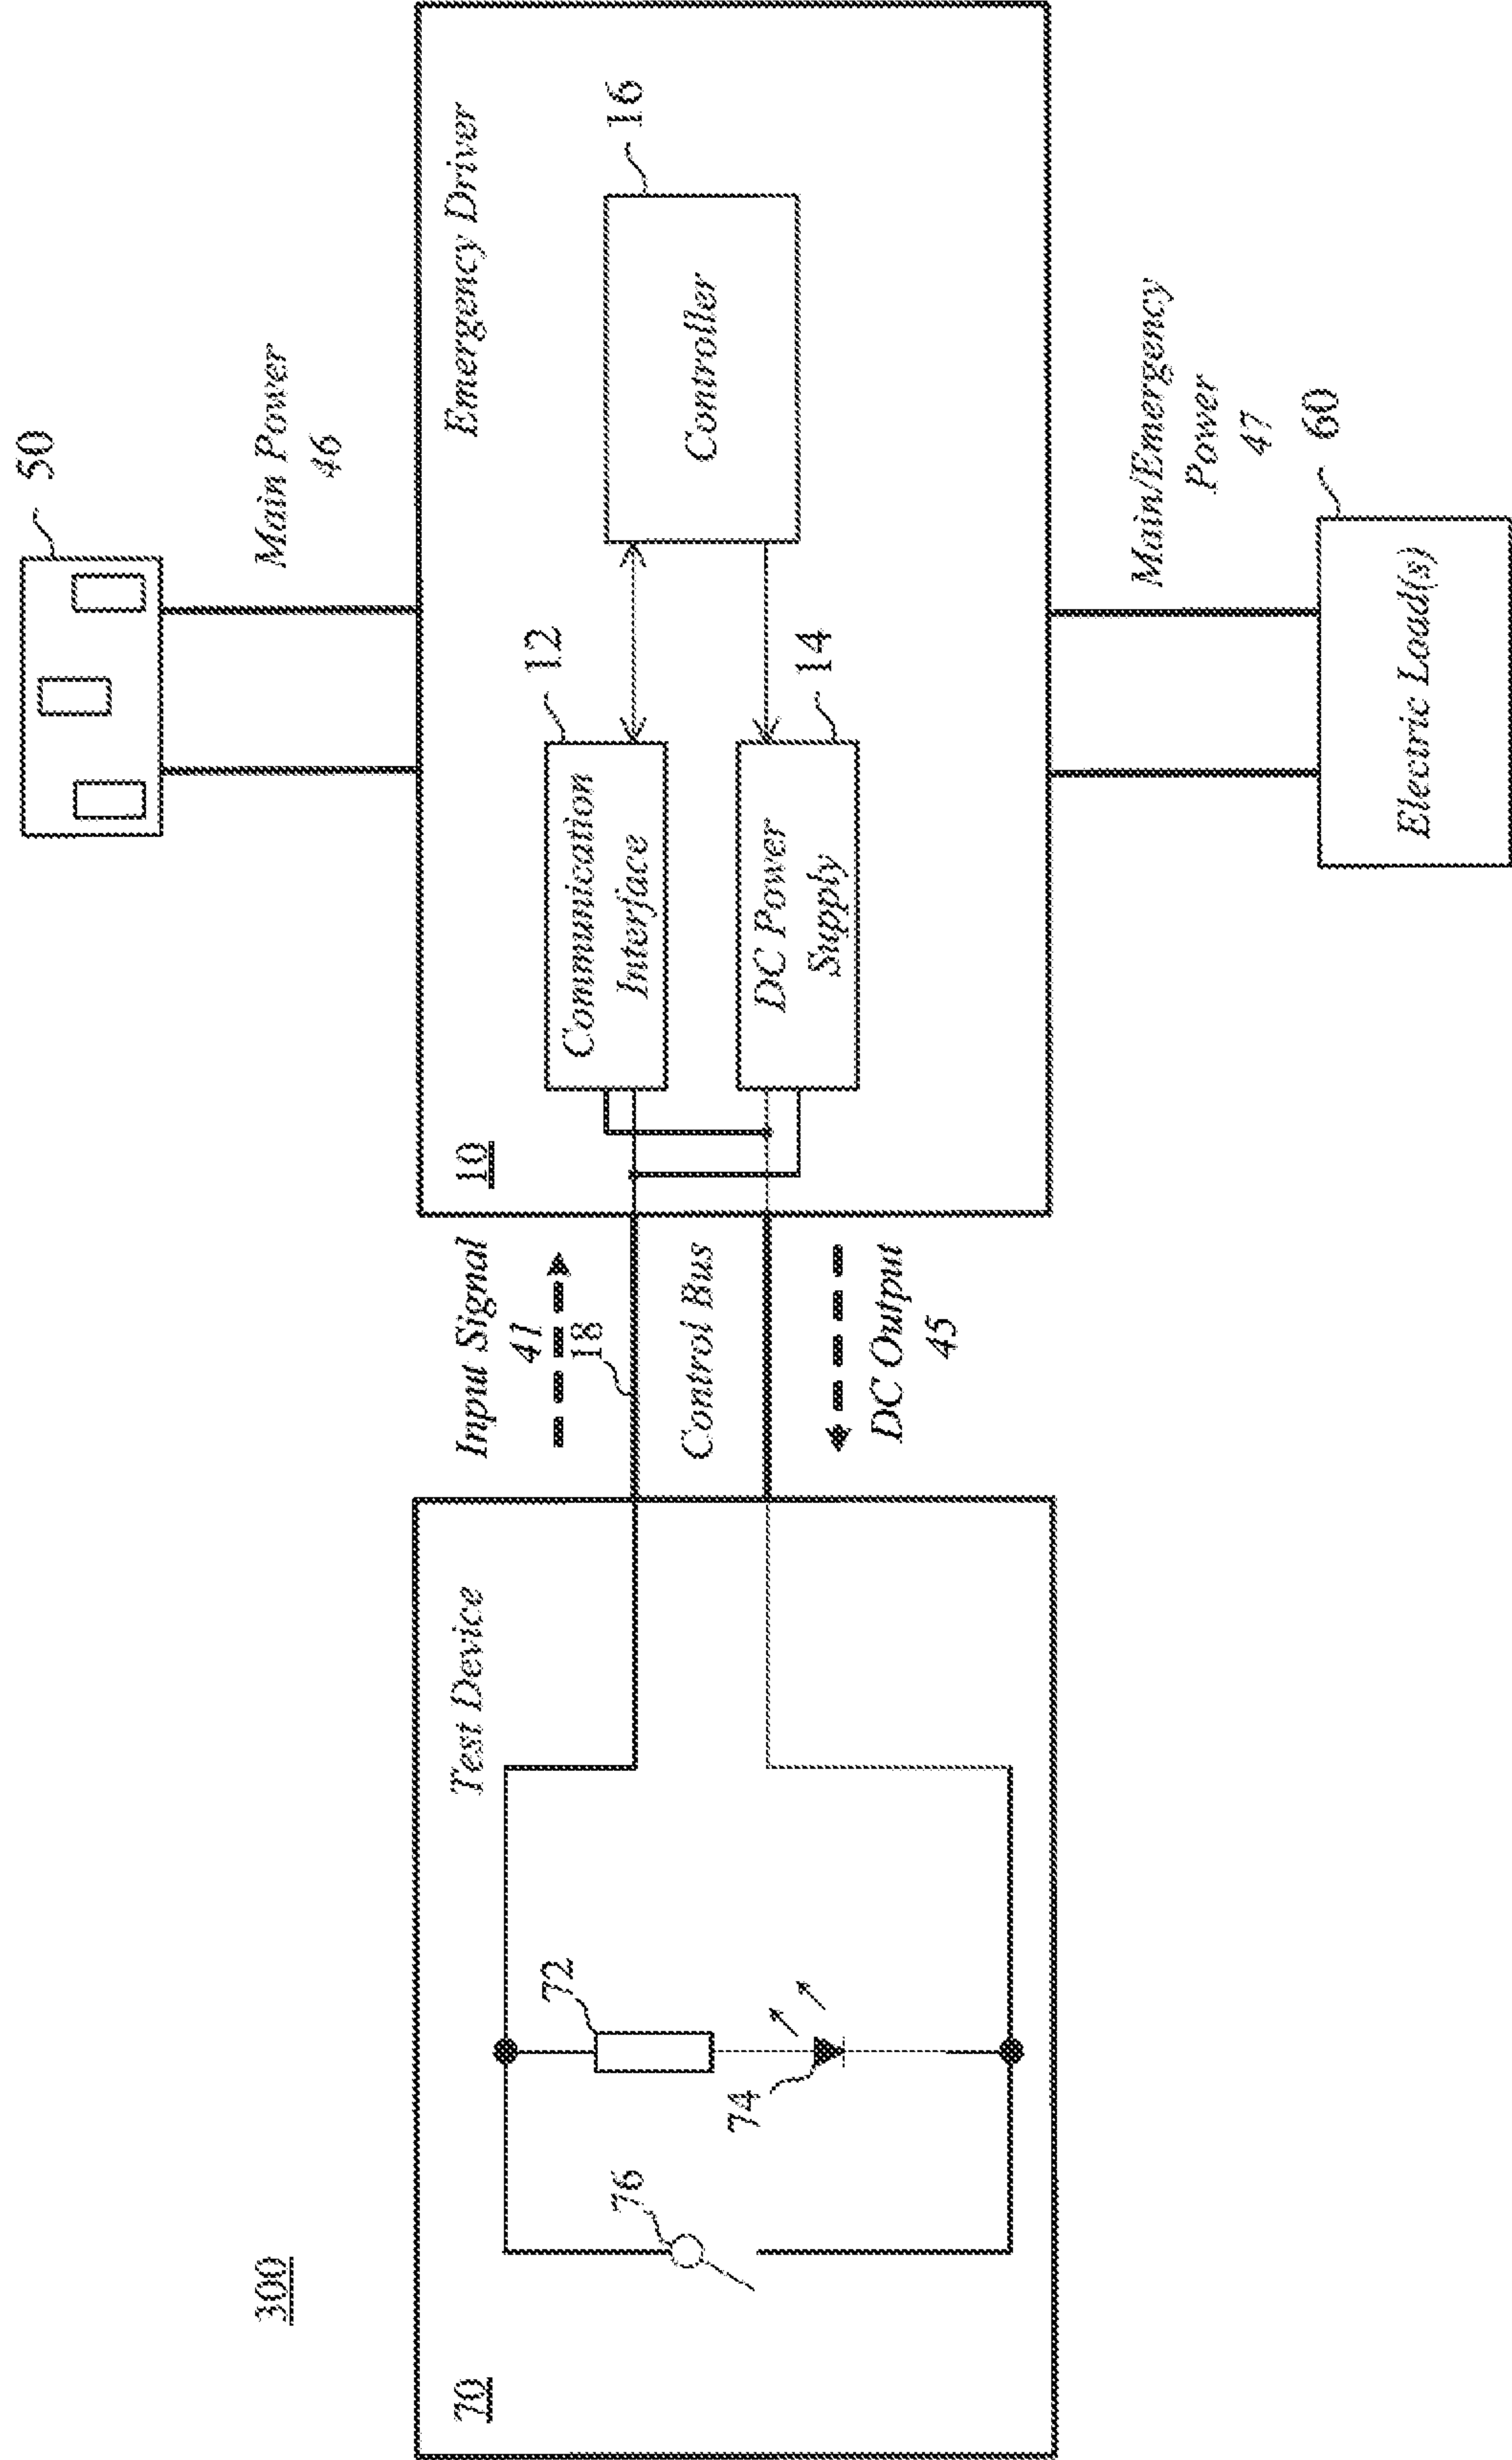 300
70
Test Device
76
72
74
Input Signal
41
18
Control Bus
DC Output
45
10
Emergency Driver
Communication
Interface
12
DC Power
Supply
14
Controller
16
50
Main Power
46
Main/Emergency
Power
47
60
Electric Load(s)